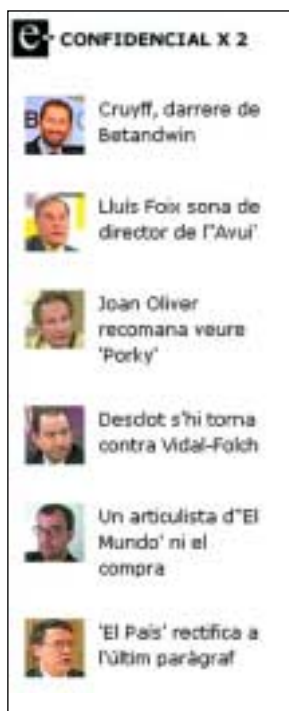 e CONFIDENCIAL X 2
Cruyff, darrere de
Betandwin
Lluís Foix sona de
director de l''Avui'
Joan Oliver
recomana veure
'Porky'
Desclot s'hi torna
contra Vidal-Folch
Un articulista d''El
Mundo' ni el
compra
'El País' rectifica a
l'últim paràgraf